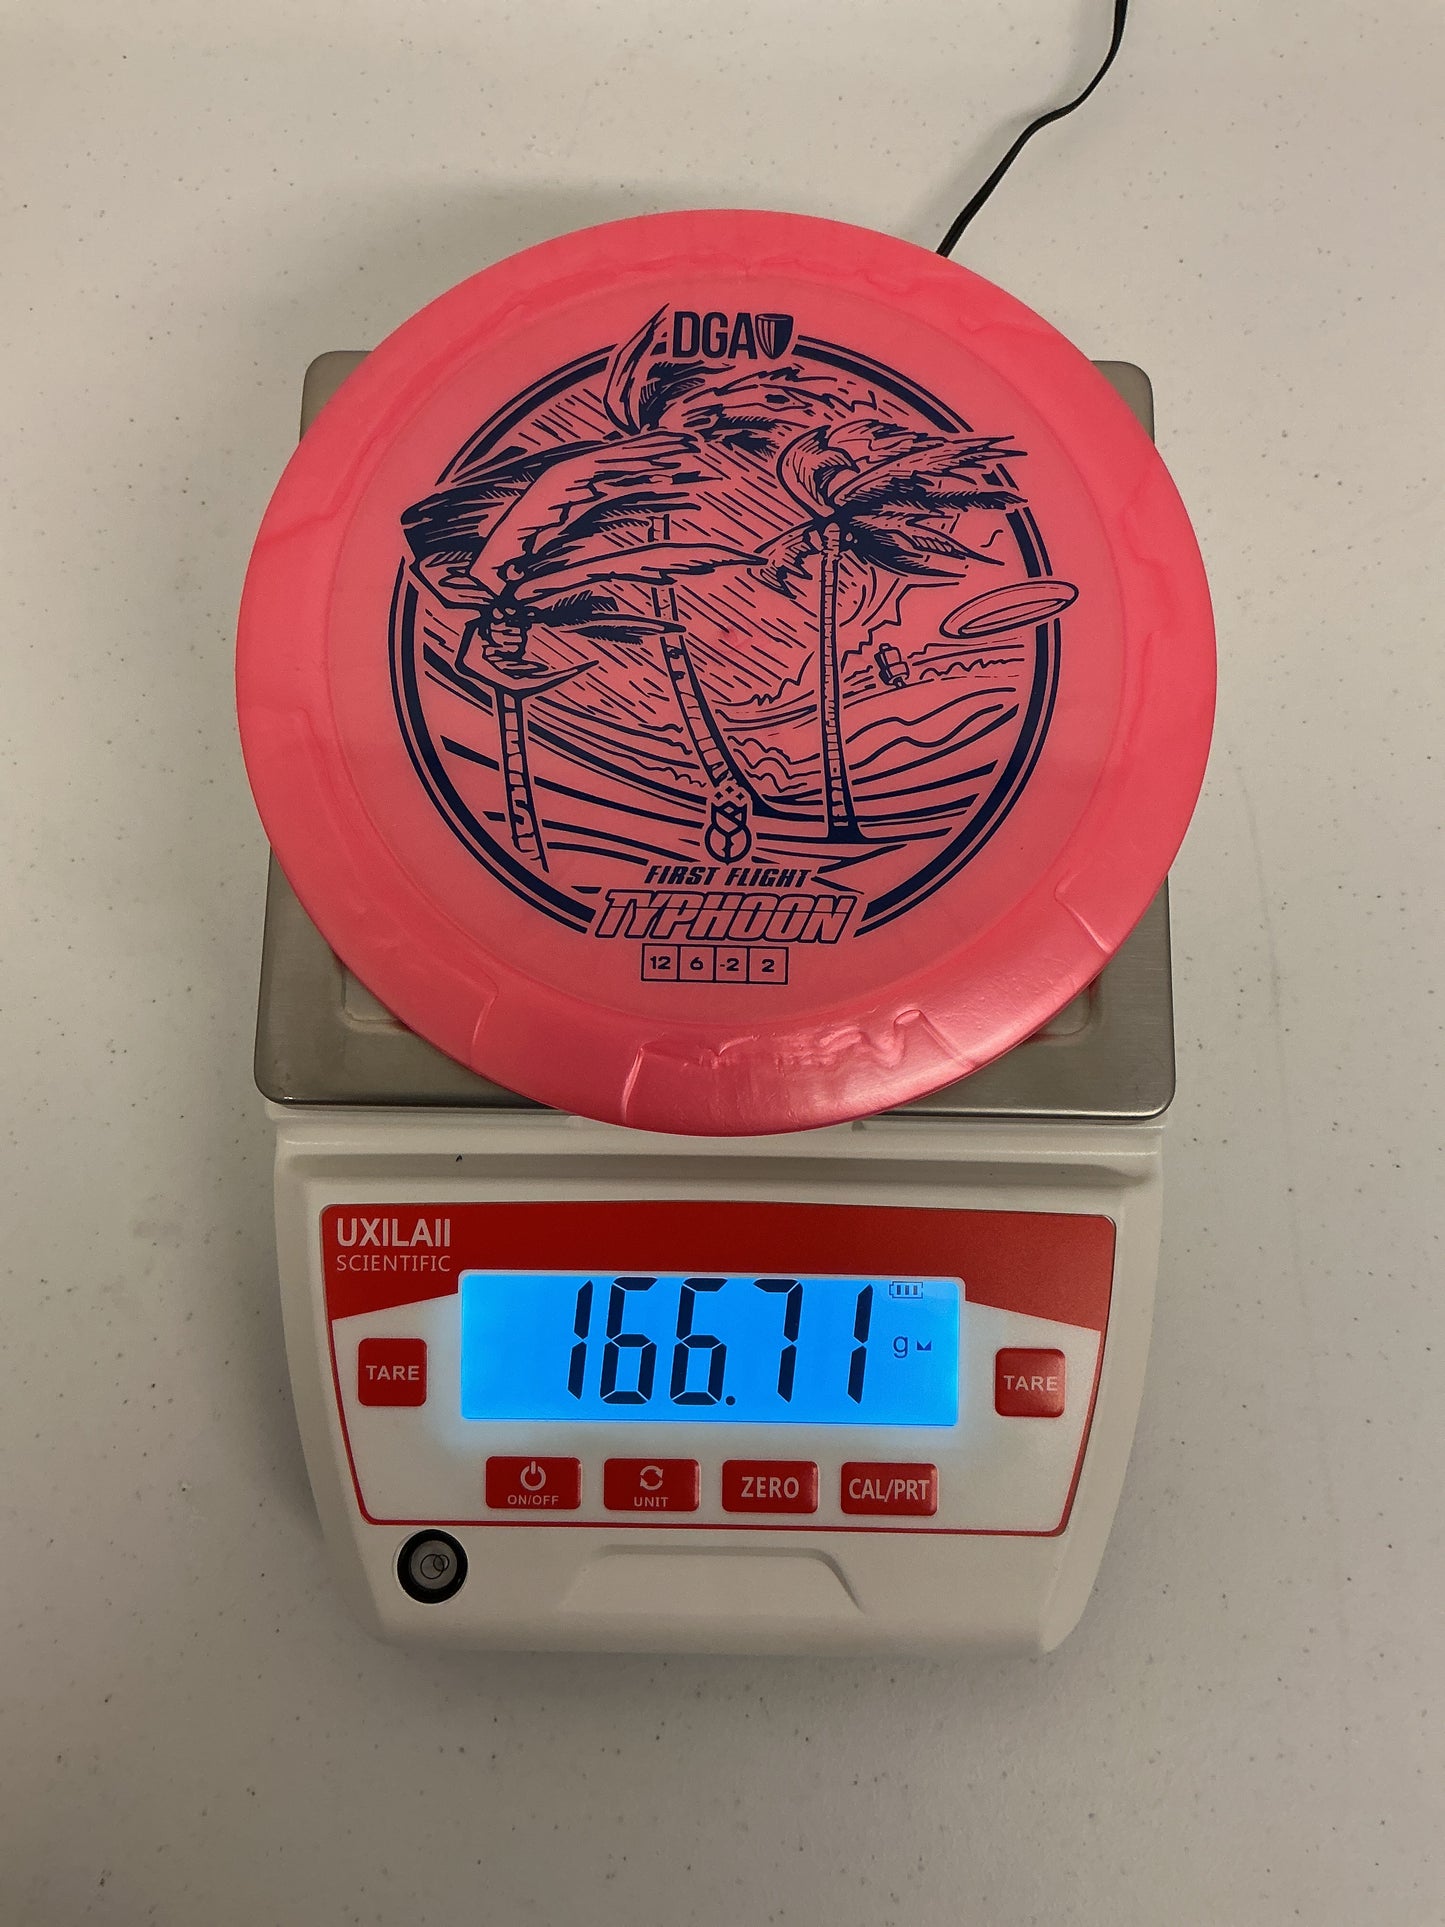 DGA
FIRST FLIGHT
TYPHOON
12 6 -2 2
UXILAII
SCIENTIFIC
166.71 g
TARE
TARE
ON/OFF
UNIT
ZERO
CAL/PRT